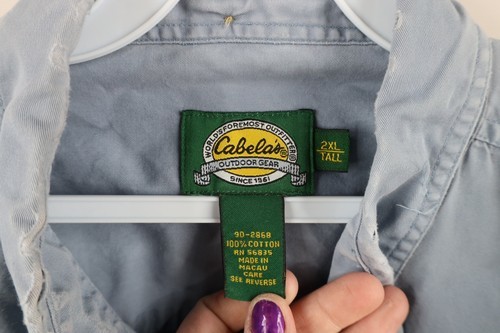 WORLD'S FOREMOST OUTFITTER
Cabela's®
OUTDOOR GEAR
SINCE 1961
2XL
TALL
90-2868
100% COTTON
RN 56835
MADE IN
MACAU
CARE
SEE REVERSE